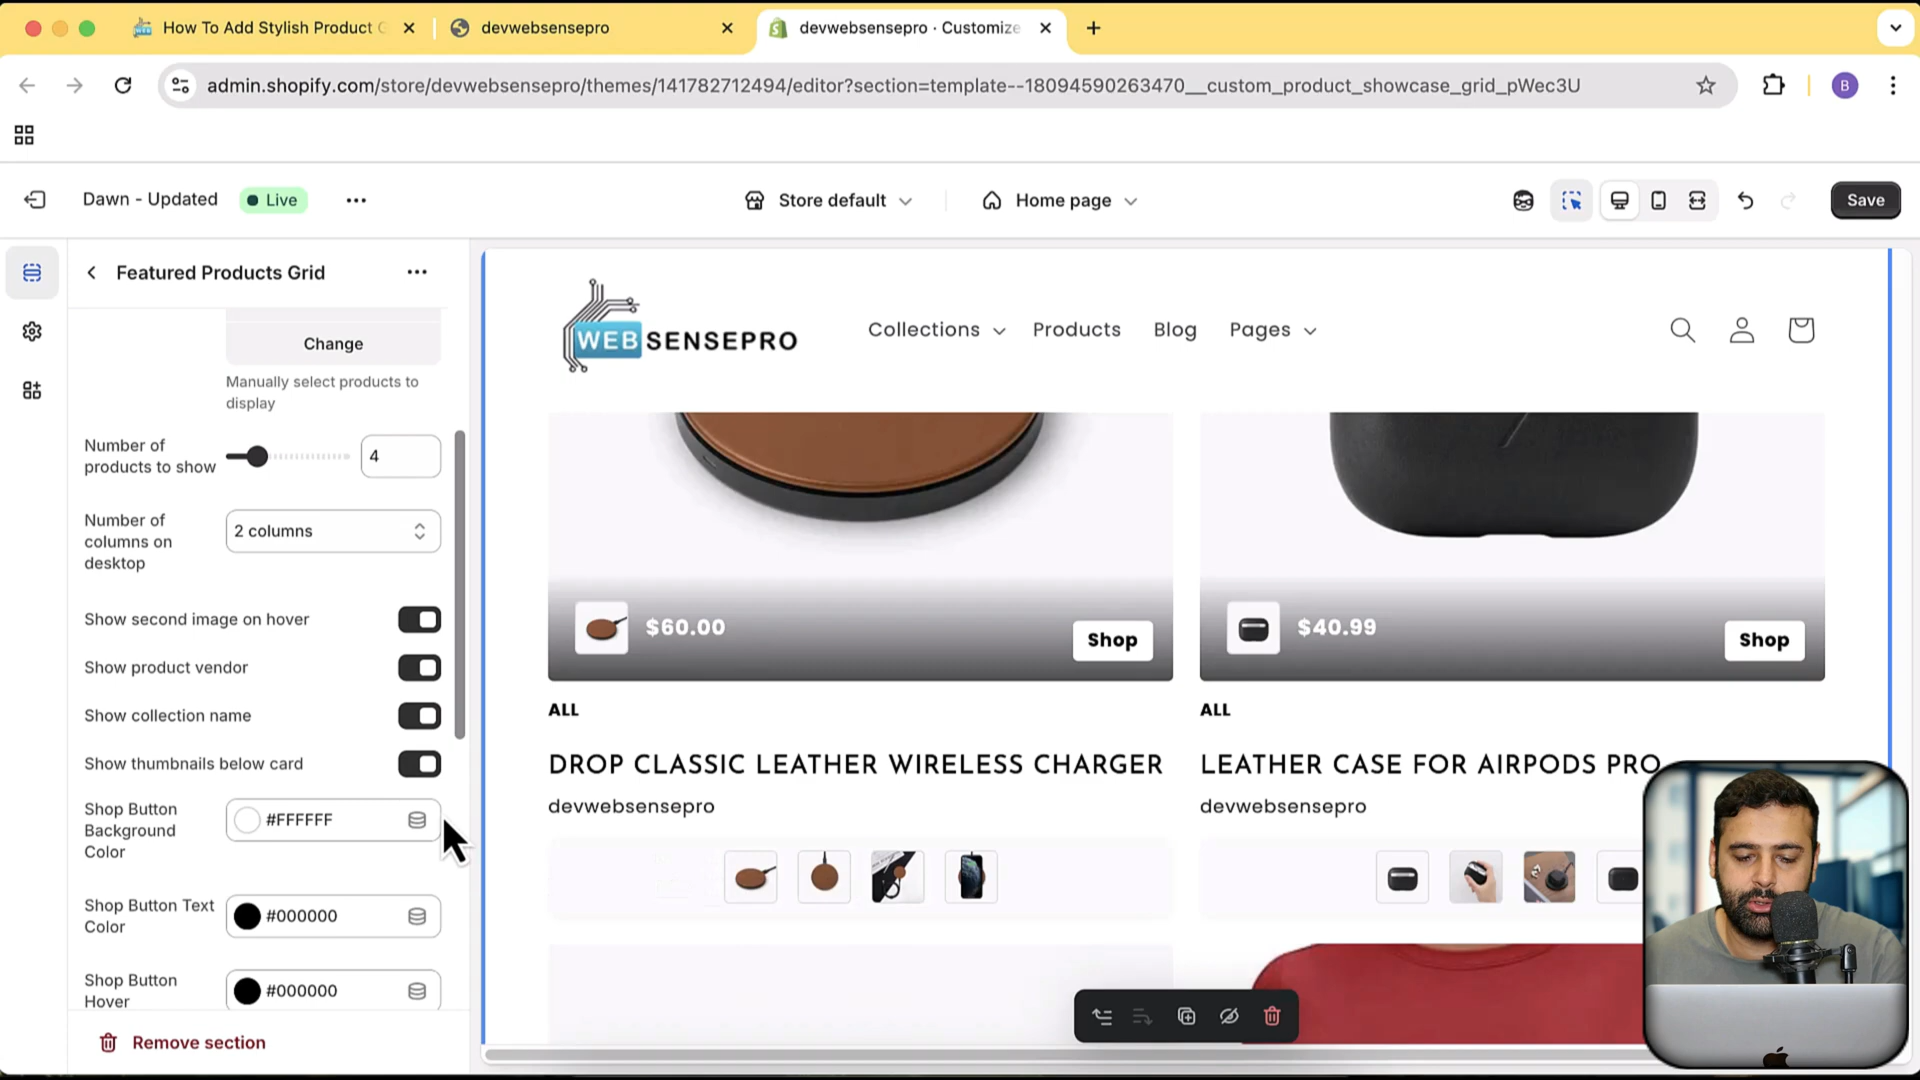 How To Add Stylish Product G
devwebsensepro
devwebsensepro · Customize
admin.shopify.com/store/devwebsensepro/themes/141782712494/editor?section=template--18094590263470__custom_product_showcase_grid_pWec3U
B
Dawn - Updated
Live
Store default
Home page
Save
Featured Products Grid
Change
Manually select products to
display
Number of
products to show
4
Number of
columns on
desktop
2 columns
Show second image on hover
Show product vendor
Show collection name
Show thumbnails below card
Shop Button
Background
Color
#FFFFFF
Shop Button Text
Color
#000000
Shop Button
Hover
#000000
Remove section
WEBSENSEPRO
Collections
Products
Blog
Pages
$60.00
Shop
$40.99
Shop
ALL
ALL
DROP CLASSIC LEATHER WIRELESS CHARGER
LEATHER CASE FOR AIRPODS PRO
devwebsensepro
devwebsensepro